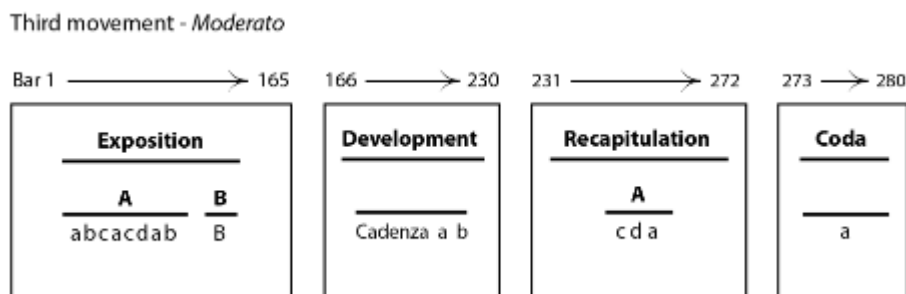 Third movement - Moderato
Bar 1 165 166 230 231 272 273 280
Exposition Development Recapitulation Coda
A B A
abcacdab B Cadenza a b c d a a